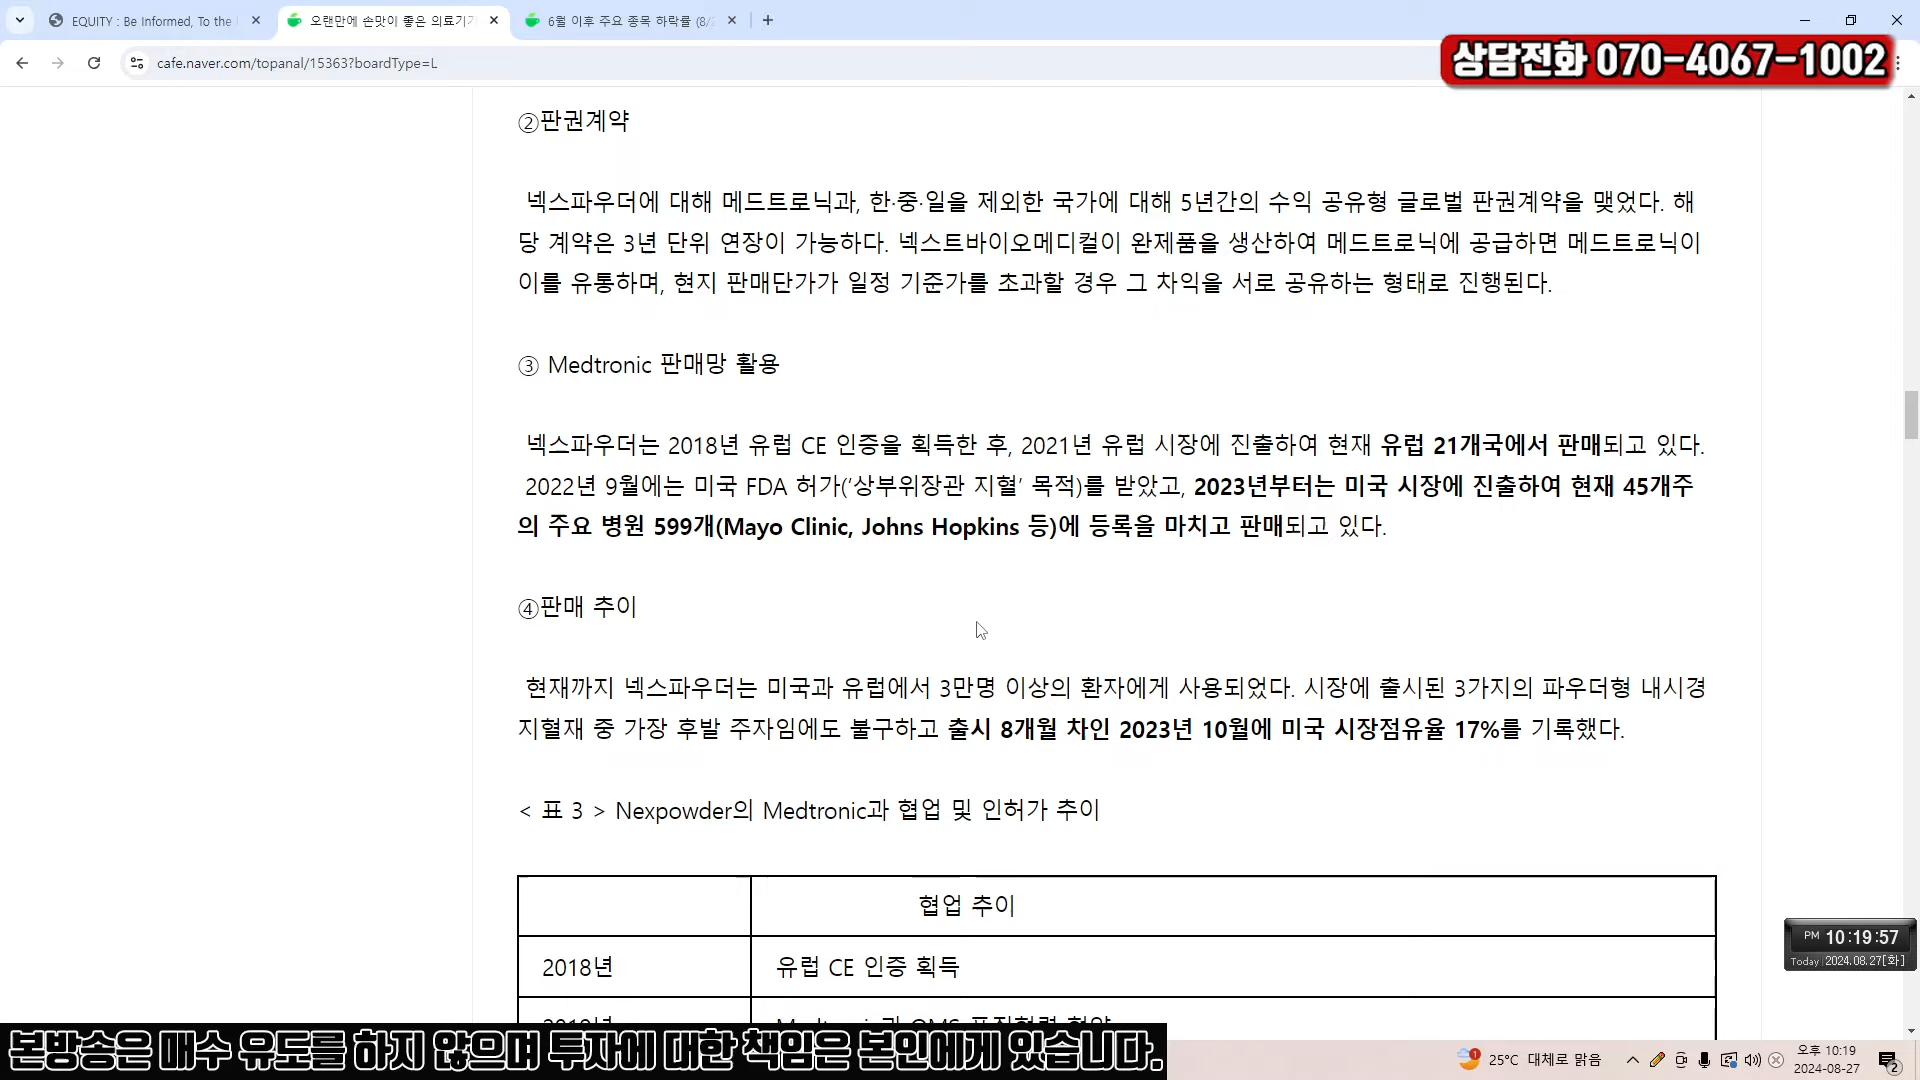 EQUITY : Be Informed, To the
오랜만에 손맛이 좋은 의료기기
6월 이후 주요 종목 하락률 (8/
cafe.naver.com/topanal/15363?boardType=L
상담전화 070-4067-1002
②판권계약
넥스파우더에 대해 메드트로닉과, 한·중·일을 제외한 국가에 대해 5년간의 수익 공유형 글로벌 판권계약을 맺었다. 해
당 계약은 3년 단위 연장이 가능하다. 넥스트바이오메디컬이 완제품을 생산하여 메드트로닉에 공급하면 메드트로닉이
이를 유통하며, 현지 판매단가가 일정 기준가를 초과할 경우 그 차익을 서로 공유하는 형태로 진행된다.
③ Medtronic 판매망 활용
넥스파우더는 2018년 유럽 CE 인증을 획득한 후, 2021년 유럽 시장에 진출하여 현재 유럽 21개국에서 판매되고 있다.
2022년 9월에는 미국 FDA 허가(‘상부위장관 지혈’ 목적)를 받았고, 2023년부터는 미국 시장에 진출하여 현재 45개주
의 주요 병원 599개(Mayo Clinic, Johns Hopkins 등)에 등록을 마치고 판매되고 있다.
④판매 추이
현재까지 넥스파우더는 미국과 유럽에서 3만명 이상의 환자에게 사용되었다. 시장에 출시된 3가지의 파우더형 내시경
지혈재 중 가장 후발 주자임에도 불구하고 출시 8개월 차인 2023년 10월에 미국 시장점유율 17%를 기록했다.
< 표 3 > Nexpowder의 Medtronic과 협업 및 인허가 추이
협업 추이
2018년 유럽 CE 인증 획득
PM 10:19:57
Today 2024.08.27[화]
본방송은 매수 유도를 하지 않으며 투자에 대한 책임은 본인에게 있습니다.
1 25°C 대체로 맑음
오후 10:19
2024-08-27
2